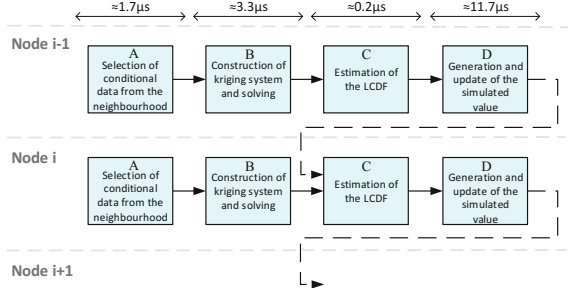 ≈1.7µs ≈3.3µs ≈0.2µs ≈11.7µs
Node i-1
A
Selection of
conditional
data from the
neighbourhood
B
Construction of
kriging system
and solving
C
Estimation of
the LCDF
D
Generation and
update of the
simulated
value
Node i
A
Selection of
conditional
data from the
neighbourhood
B
Construction of
kriging system
and solving
C
Estimation of
the LCDF
D
Generation and
update of the
simulated
value
Node i+1